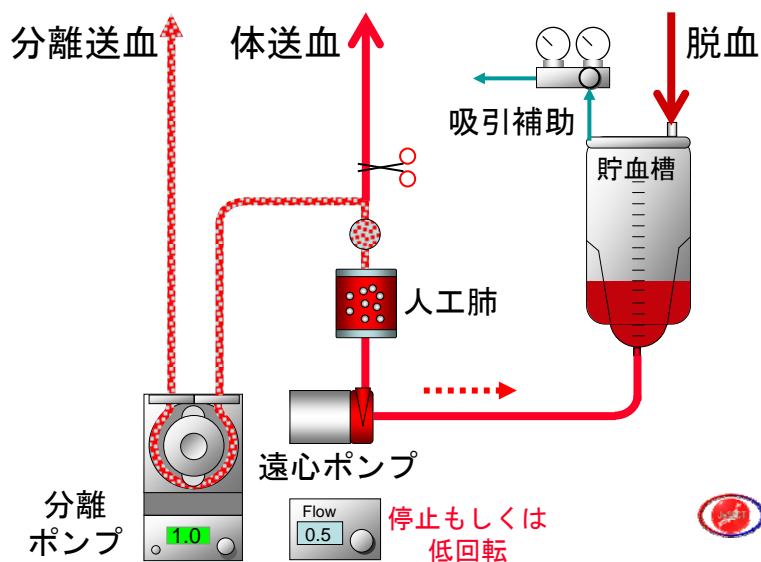 分離送血
体送血
脱血
吸引補助
貯血槽
人工肺
遠心ポンプ
分離
ポンプ
1.0
Flow
0.5
停止もしくは
低回転